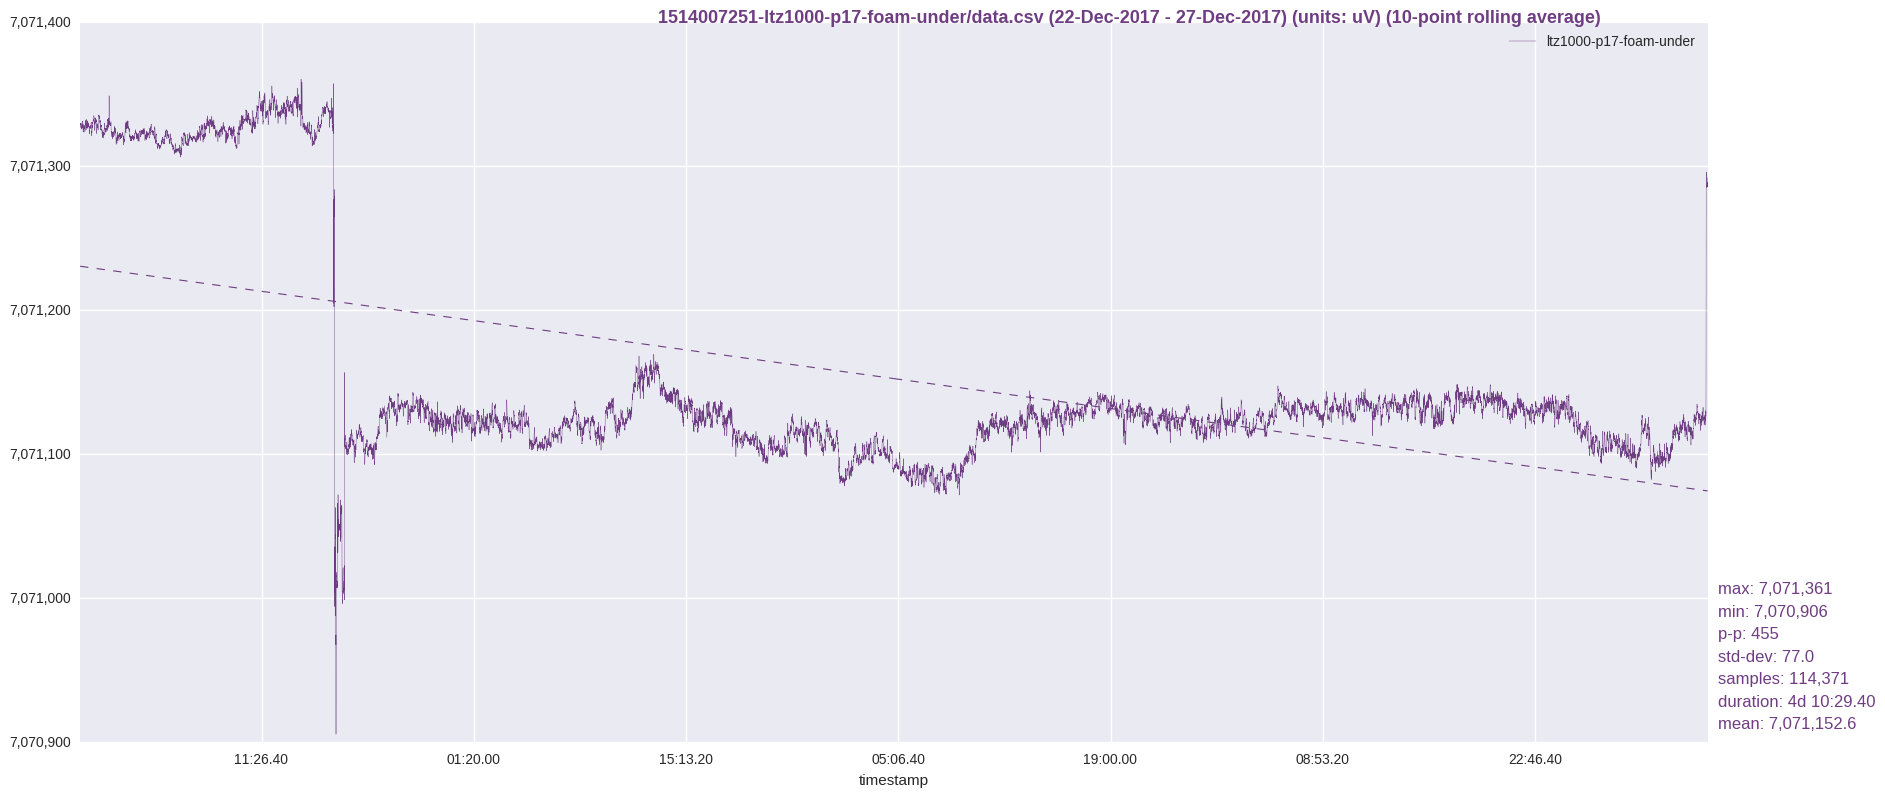 1514007251-ltz1000-p17-foam-under/data.csv (22-Dec-2017 - 27-Dec-2017) (units: uV) (10-point rolling average)
ltz1000-p17-foam-under
7,071,400
7,071,300
7,071,200
7,071,100
7,071,000
7,070,900
11:26.40 01:20.00 15:13.20 05:06.40 19:00.00 08:53.20 22:46.40
timestamp
max: 7,071,361
min: 7,070,906
p-p: 455
std-dev: 77.0
samples: 114,371
duration: 4d 10:29.40
mean: 7,071,152.6